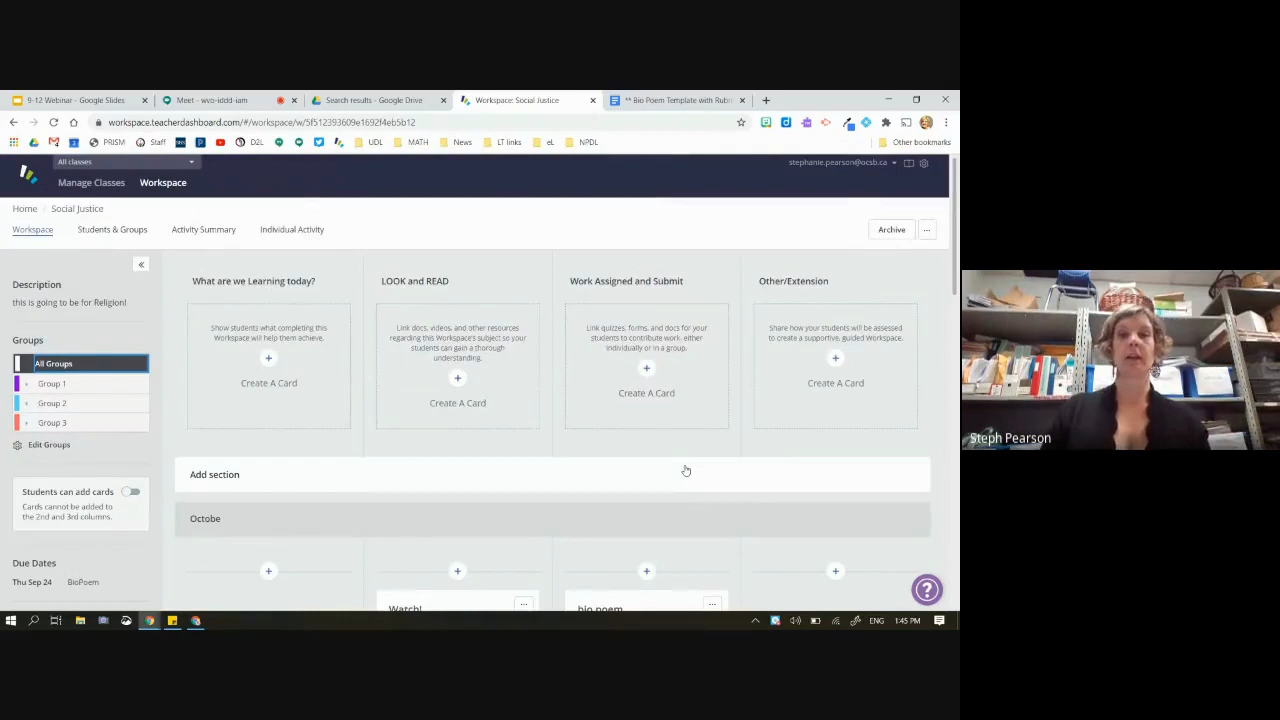 9-12 Webinar - Google Slides
Meet - wvo-iddd-iam
Search results - Google Drive
Workspace: Social Justice
** Bio Poem Template with Rubri
workspace.teacherdashboard.com/#/workspace/w/5f512393609e1692f4eb5b12
PRISM
Staff
D2L
UDL
MATH
News
LT links
eL
NPDL
Other bookmarks
All classes
stephanie.pearson@ocsb.ca
Manage Classes
Workspace
Home / Social Justice
Workspace
Students & Groups
Activity Summary
Individual Activity
Archive
...
Description
this is going to be for Religion!
Groups
All Groups
Group 1
Group 2
Group 3
Edit Groups
Students can add cards
Cards cannot be added
to the 2nd and 3rd columns.
Due Dates
Thu Sep 24 BioPoem
What are we Learning today?
Show students what completing this
Workspace will help them achieve.
Create A Card
LOOK and READ
Link docs, videos, and other resources
regarding this Workspace's subject so your
students can gain a thorough
understanding.
Create A Card
Work Assigned and Submit
Link quizzes, forms, and docs for your
students to contribute work, either
individually or in a group.
Create A Card
Other/Extension
Share how your students will be assessed
to create a supportive, guided Workspace.
Create A Card
Add section
Octobe
Watch!
...
bio poem
...
?
ENG
1:45 PM
Steph Pearson